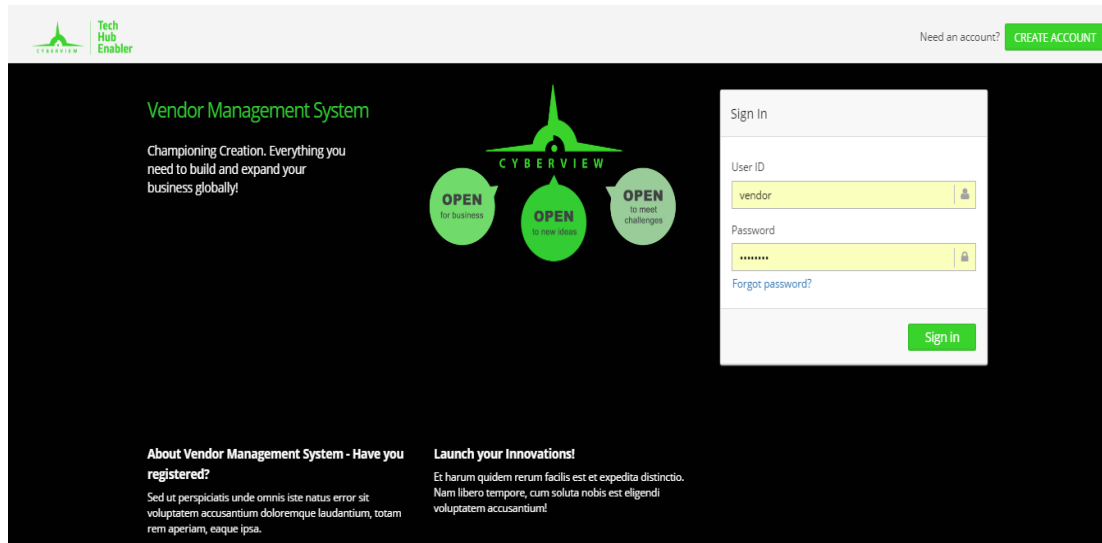 CYBERVIEW
Tech
Hub
Enabler
Need an account?
CREATE ACCOUNT
Vendor Management System
Championing Creation. Everything you
need to build and expand your
business globally!
CYBERVIEW
OPEN
for business
OPEN
to new ideas
OPEN
to meet
challenges
Sign In
User ID
vendor
Password
••••••••
Forgot password?
Sign in
About Vendor Management System - Have you
registered?
Sed ut perspiciatis unde omnis iste natus error sit
voluptatem accusantium doloremque laudantium, totam
rem aperiam, eaque ipsa.
Launch your Innovations!
Et harum quidem rerum facilis est et expedita distinctio.
Nam libero tempore, cum soluta nobis est eligendi
voluptatem accusantium!